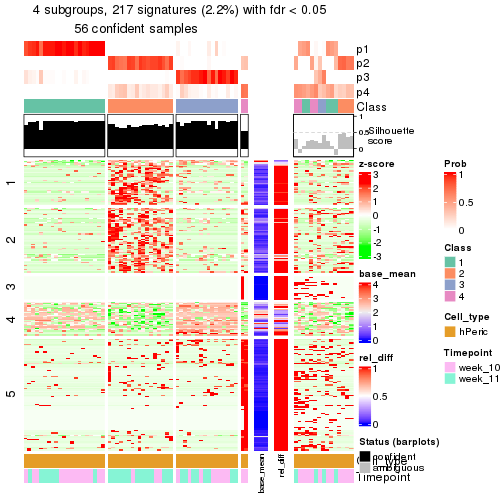 4 subgroups, 217 signatures (2.2%) with fdr < 0.05
56 confident samples
p1
p2
p3
p4
Class
1
0.5
0
Silhouette
score
1
2
3
4
5
z-score
3
2
1
0
-1
-2
-3
base_mean
4
3
2
1
0
rel_diff
1
0.5
0
Status (barplots)
confident
ambiguous
Prob
1
0.5
0
Class
1
2
3
4
Cell_type
hPeric
Timepoint
week_10
week_11
base_mean
rel_diff
Timepoint